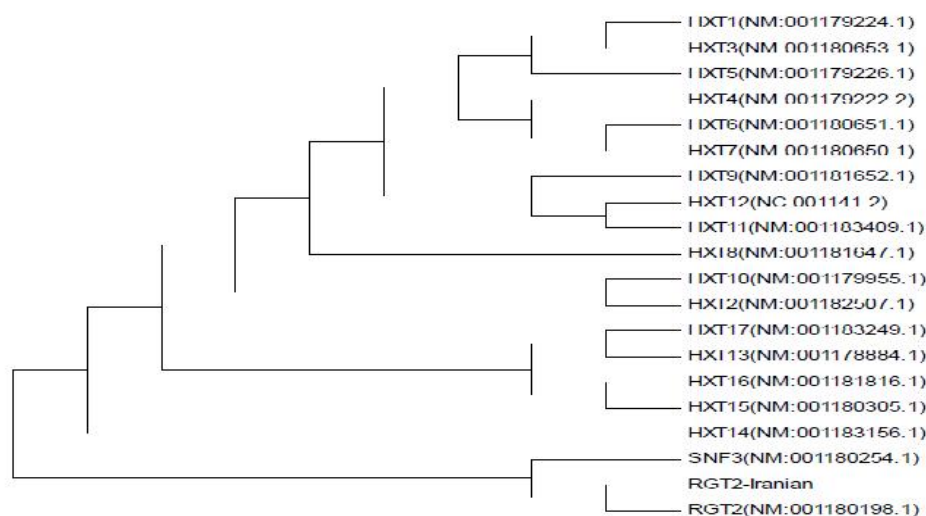 HXT1(NM:001179224.1)
HXT3(NM 001180653 1)
HXT5(NM:001179226.1)
HXT4(NM 001179222 2)
HXT6(NM:001180651.1)
HXT7(NM 001180650 1)
HXT9(NM:001181652.1)
HXT12(NC 001141 2)
HXT11(NM:001183409.1)
HXT8(NM:001181647.1)
HXT10(NM:001179955.1)
HXT2(NM:001182507.1)
HXT17(NM:001183249.1)
HXT13(NM:001178884.1)
HXT16(NM:001181816.1)
HXT15(NM:001180305.1)
HXT14(NM:001183156.1)
SNF3(NM:001180254.1)
RGT2-Iranian
RGT2(NM:001180198.1)